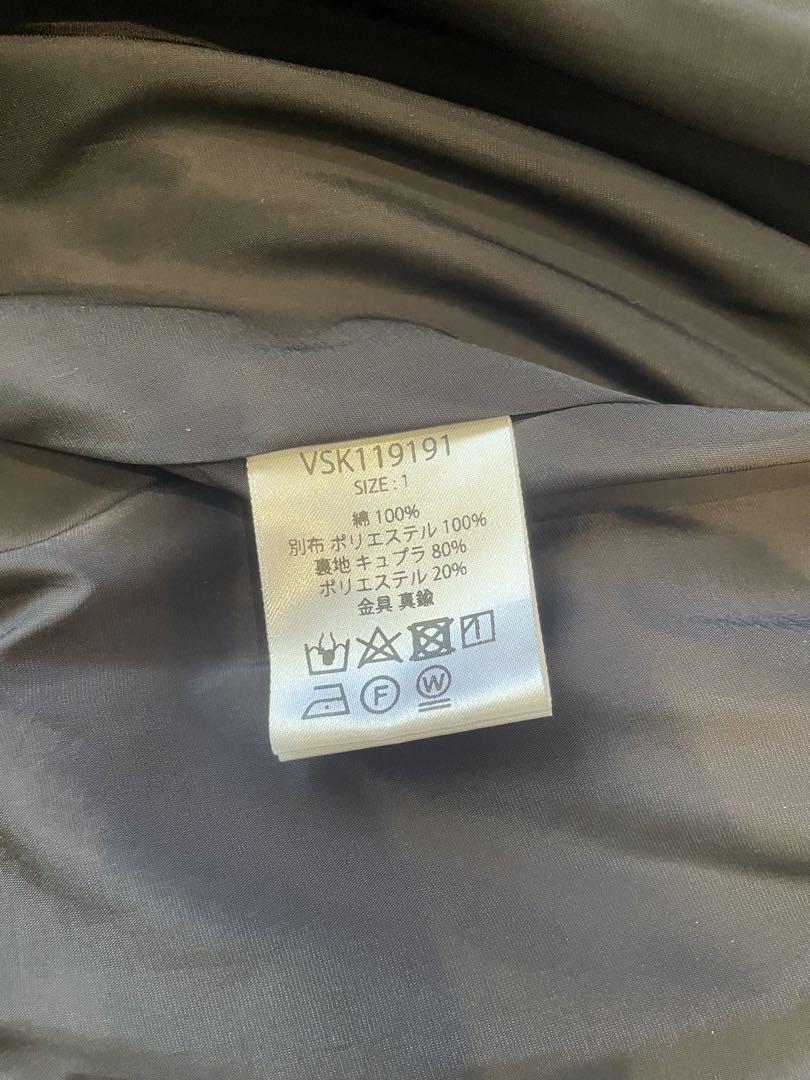 VSK119191
SIZE : 1
綿 100%
別布 ポリエステル 100%
裏地 キュプラ 80%
ポリエステル 20%
金具 真鍮
F
W